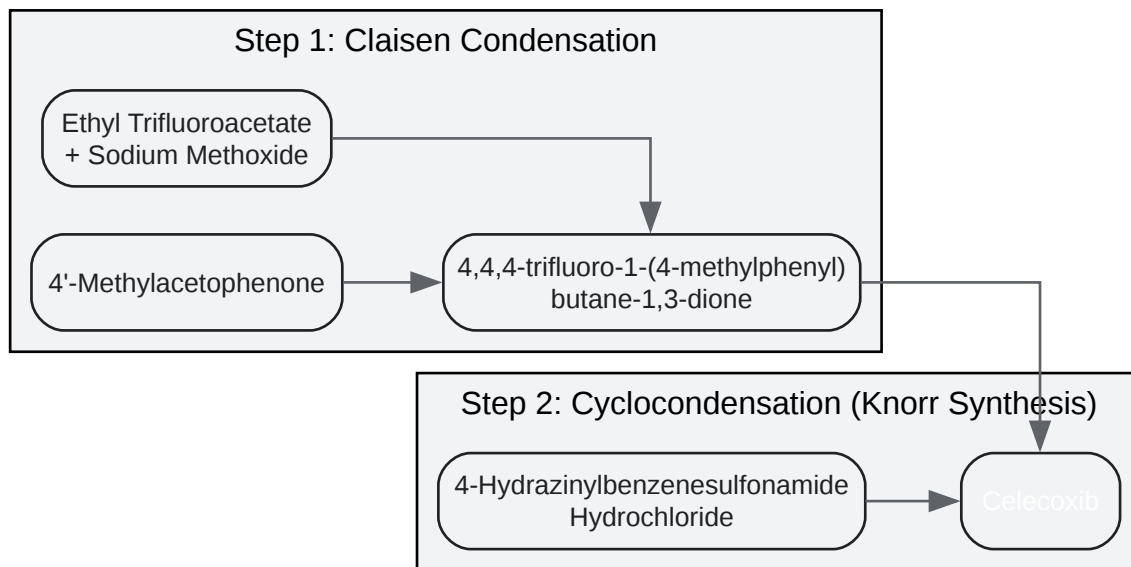 Step 1: Claisen Condensation
Ethyl Trifluoroacetate
+ Sodium Methoxide
4'-Methylacetophenone
4,4,4-trifluoro-1-(4-methylphenyl)
butane-1,3-dione
Step 2: Cyclocondensation (Knorr Synthesis)
4-Hydrazinylbenzenesulfonamide
Hydrochloride
Celecoxib